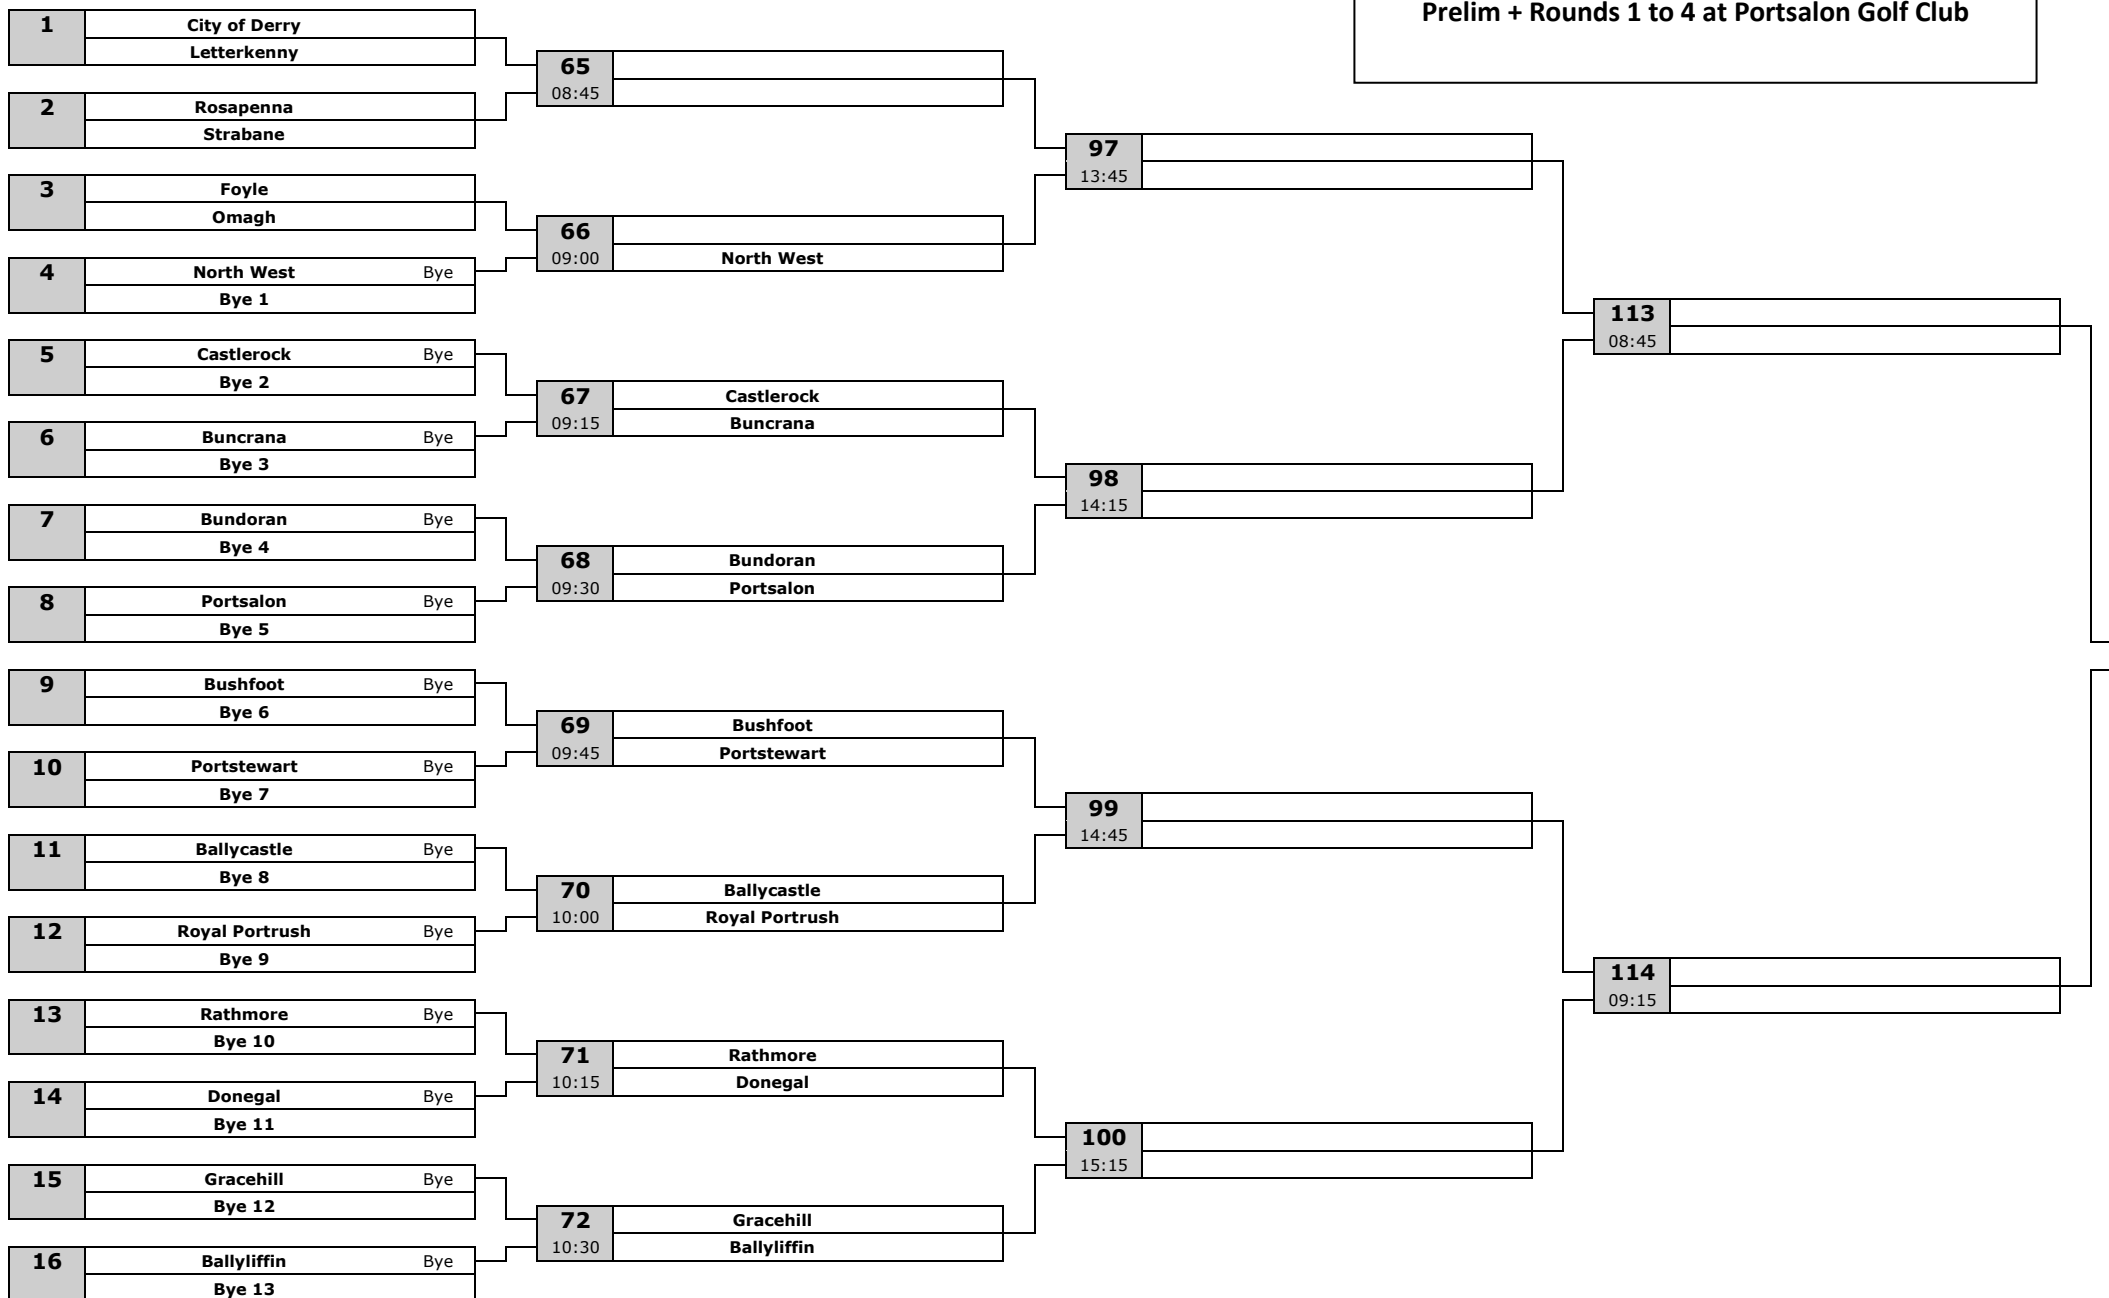 Prelim + Rounds 1 to 4 at Portsalon Golf Club
1
City of Derry
Letterkenny
2
Rosapenna
Strabane
3
Foyle
Omagh
4
North West Bye
Bye 1
5
Castlerock Bye
Bye 2
6
Buncrana Bye
Bye 3
7
Bundoran Bye
Bye 4
8
Portsalon Bye
Bye 5
9
Bushfoot Bye
Bye 6
10
Portstewart Bye
Bye 7
11
Ballycastle Bye
Bye 8
12
Royal Portrush Bye
Bye 9
13
Rathmore Bye
Bye 10
14
Donegal Bye
Bye 11
15
Gracehill Bye
Bye 12
16
Ballyliffin Bye
Bye 13
65
08:45
66
09:00 North West
67 Castlerock
09:15 Buncrana
68 Bundoran
09:30 Portsalon
69 Bushfoot
09:45 Portstewart
70 Ballycastle
10:00 Royal Portrush
71 Rathmore
10:15 Donegal
72 Gracehill
10:30 Ballyliffin
97
13:45
98
14:15
99
14:45
100
15:15
113
08:45
114
09:15